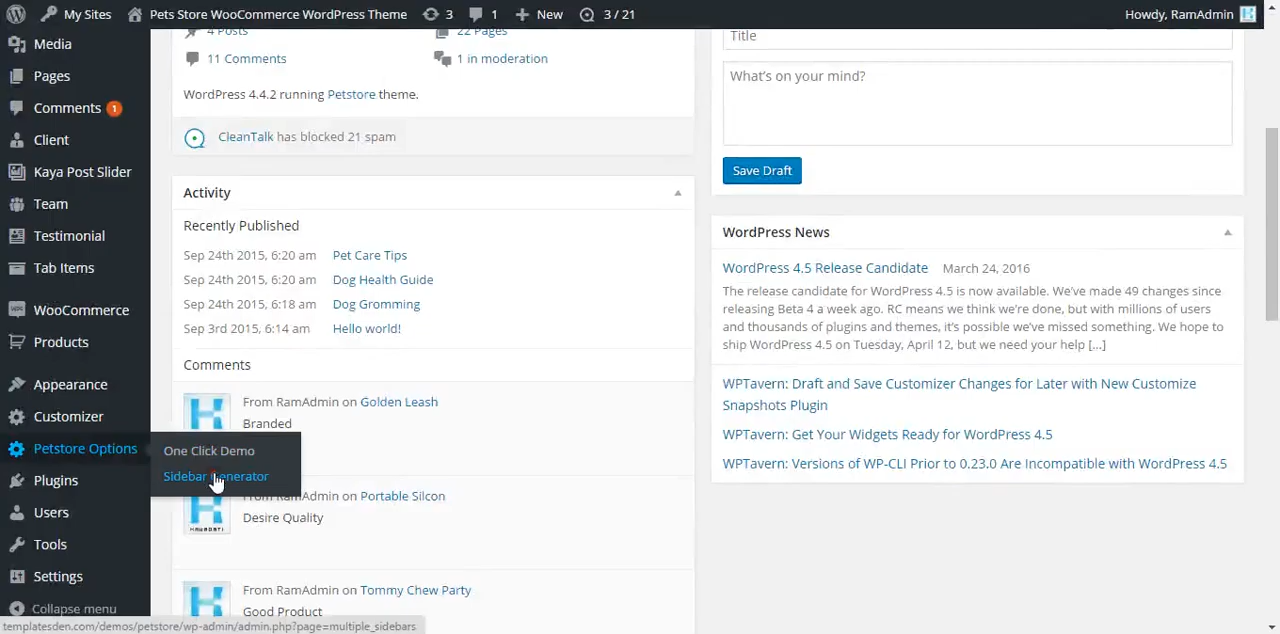 My Sites Pets Store WooCommerce WordPress Theme 3 1 New 3 / 21 Howdy, RamAdmin
Media
Pages
Comments 1
Client
Kaya Post Slider
Team
Testimonial
Tab Items
WooCommerce
Products
Appearance
Customizer
Petstore Options
One Click Demo
Sidebar Generator
Plugins
Users
Tools
Settings
Collapse menu
4 Posts 22 Pages
11 Comments 1 in moderation
WordPress 4.4.2 running Petstore theme.
CleanTalk has blocked 21 spam
Activity
Recently Published
Sep 24th 2015, 6:20 am Pet Care Tips
Sep 24th 2015, 6:20 am Dog Health Guide
Sep 24th 2015, 6:18 am Dog Gromming
Sep 3rd 2015, 6:14 am Hello world!
Comments
From RamAdmin on Golden Leash
Branded
From RamAdmin on Portable Silcon
Desire Quality
From RamAdmin on Tommy Chew Party
Good Product
Title
What's on your mind?
Save Draft
WordPress News
WordPress 4.5 Release Candidate March 24, 2016
The release candidate for WordPress 4.5 is now available. We've made 49 changes since
releasing Beta 4 a week ago. RC means we think we're done, but with millions of users
and thousands of plugins and themes, it's possible we've missed something. We hope to
ship WordPress 4.5 on Tuesday, April 12, but we need your help [...]
WPTavern: Draft and Save Customizer Changes for Later with New Customize
Snapshots Plugin
WPTavern: Get Your Widgets Ready for WordPress 4.5
WPTavern: Versions of WP-CLI Prior to 0.23.0 Are Incompatible with WordPress 4.5
templatesden.com/demos/petstore/wp-admin/admin.php?page=multiple_sidebars